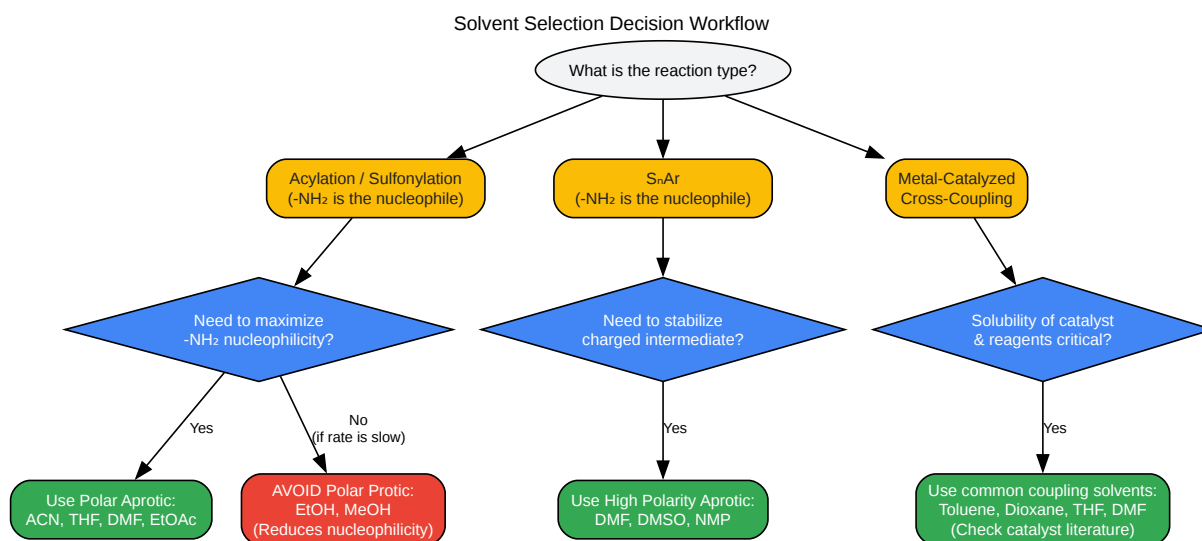 Solvent Selection Decision Workflow
What is the reaction type?
Acylation / Sulfonylation
(-NH₂ is the nucleophile)
SₙAr
(-NH₂ is the nucleophile)
Metal-Catalyzed
Cross-Coupling
Need to maximize
-NH₂ nucleophilicity?
Need to stabilize
charged intermediate?
Solubility of catalyst
& reagents critical?
Yes
No
(if rate is slow)
Yes
Yes
Use Polar Aprotic:
ACN, THF, DMF, EtOAc
AVOID Polar Protic:
EtOH, MeOH
(Reduces nucleophilicity)
Use High Polarity Aprotic:
DMF, DMSO, NMP
Use common coupling solvents:
Toluene, Dioxane, THF, DMF
(Check catalyst literature)